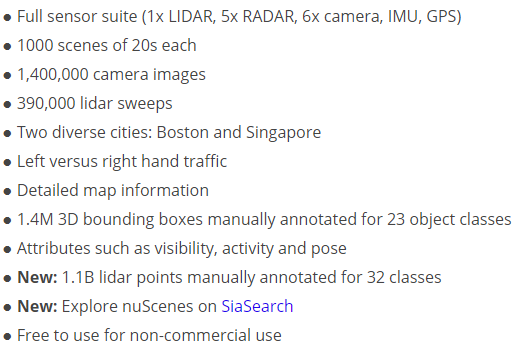 • Full sensor suite (1x LIDAR, 5x RADAR, 6x camera, IMU, GPS)
• 1000 scenes of 20s each
• 1,400,000 camera images
• 390,000 lidar sweeps
• Two diverse cities: Boston and Singapore
• Left versus right hand traffic
• Detailed map information
• 1.4M 3D bounding boxes manually annotated for 23 object classes
• Attributes such as visibility, activity and pose
• New: 1.1B lidar points manually annotated for 32 classes
• New: Explore nuScenes on SiaSearch
• Free to use for non-commercial use